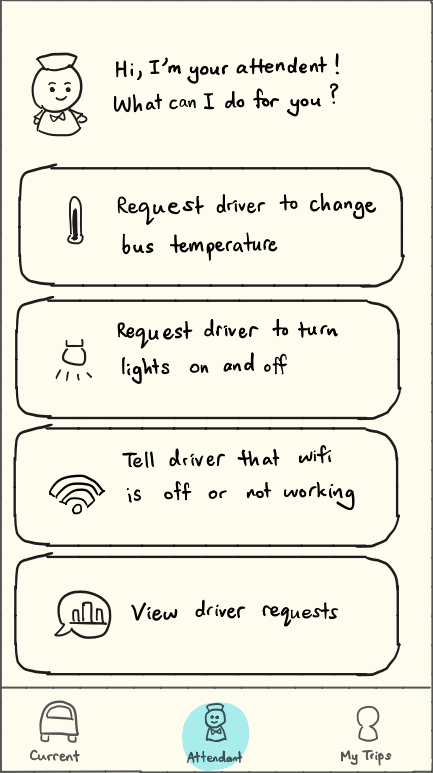 Hi, I'm your attendent!
What can I do for you?
Request driver to change
bus temperature
Request driver to turn
lights on and off
Tell driver that wifi
is off or not working
View driver requests
Current
Attendant
My Trips